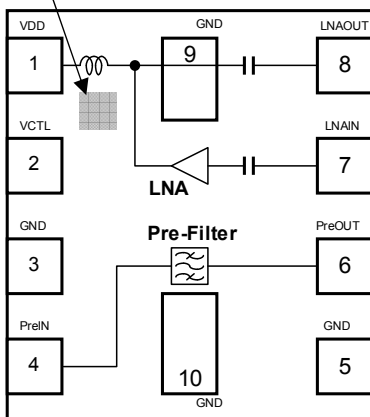 VDD
GND
LNAOUT
1
9
8
VCTL
LNAIN
2
7
LNA
GND
Pre-Filter
PreOUT
3
6
PreIN
GND
4
10
5
GND